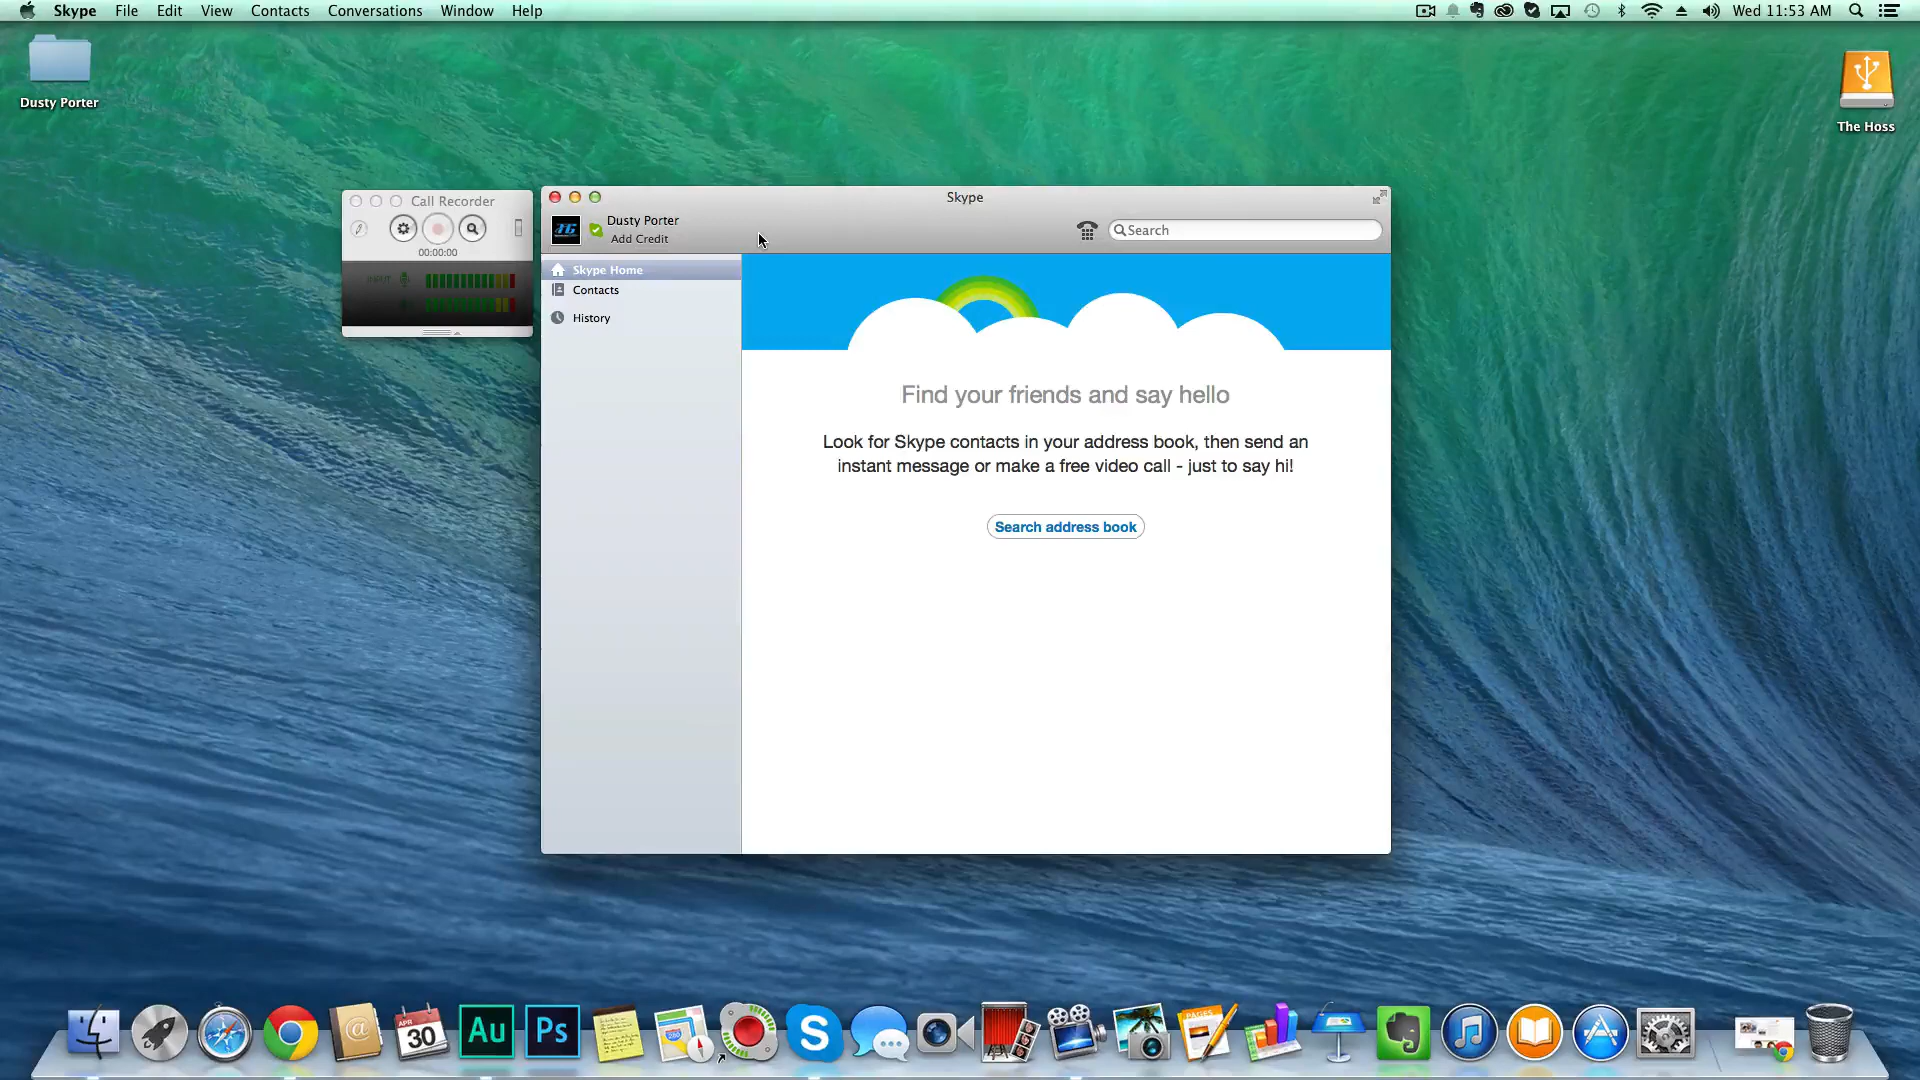 Skype File Edit View Contacts Conversations Window Help
Wed 11:53 AM
Dusty Porter
The Hoss
Call Recorder
00:00:00
INPUT
Skype
Dusty Porter
Add Credit
Search
Skype Home
Contacts
History
Find your friends and say hello
Look for Skype contacts in your address book, then send an
instant message or make a free video call - just to say hi!
Search address book
APR
30
Au
Ps
S
PAGES